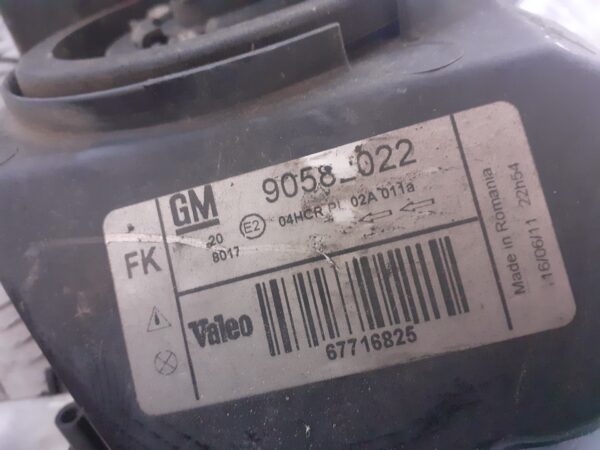 GM 9058_022
20 E2 04HCR PL 02A 011a
8017
FK
Valeo
67716825
Made in Romania
16/06/11 22h54